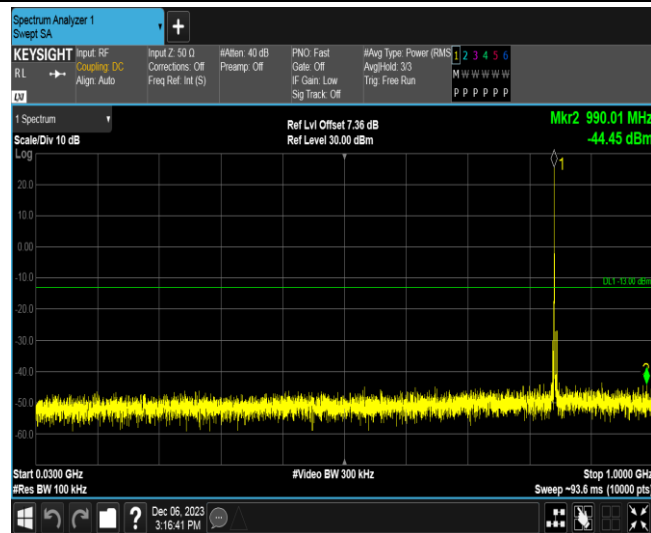 Spectrum Analyzer 1
Swept SA
+
KEYSIGHT
R L
LXI
Input: RF
Coupling: DC
Align: Auto
Input Z: 50 Ω
Corrections: Off
Freq Ref: Int (S)
#Atten: 40 dB
Preamp: Off
PNO: Fast
Gate: Off
IF Gain: Low
Sig Track: Off
#Avg Type: Power (RMS
Avg|Hold: 3/3
Trig: Free Run
1 2 3 4 5 6
M W W W W W
P P P P P P
1 Spectrum
Scale/Div 10 dB
Log
Ref Lvl Offset 7.36 dB
Ref Level 30.00 dBm
Mkr2 990.01 MHz
-44.45 dBm
1
20.0
10.0
0.00
-10.0
DL1 -13.00 dBm
-20.0
-30.0
-40.0
2
-50.0
-60.0
Start 0.0300 GHz
#Res BW 100 kHz
#Video BW 300 kHz
Stop 1.0000 GHz
Sweep ~93.6 ms (10000 pts)
?
Dec 06, 2023
3:16:41 PM